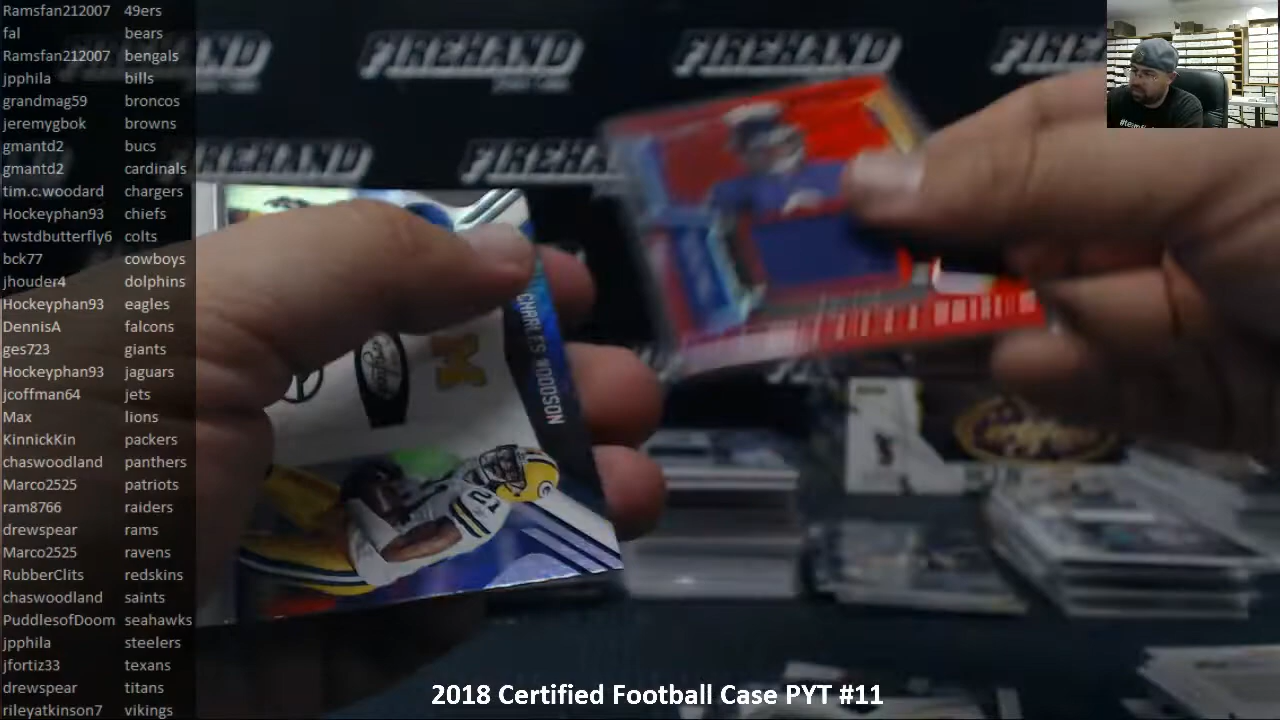 Ramsfan212007 49ers
fal bears
Ramsfan212007 bengals
jpphila bills
grandmag59 broncos
jeremygbok browns
gmantd2 bucs
gmantd2 cardinals
tim.c.woodard chargers
Hockeyphan93 chiefs
twstdbutterfly6 colts
bck77 cowboys
jhouder4 dolphins
Hockeyphan93 eagles
DennisA falcons
ges723 giants
Hockeyphan93 jaguars
jcoffman64 jets
Max lions
KinnickKin packers
chaswoodland panthers
Marco2525 patriots
ram8766 raiders
drewspear rams
Marco2525 ravens
RubberClits redskins
chaswoodland saints
PuddlesofDoom seahawks
jpphila steelers
jfortiz33 texans
drewspear titans
rileyatkinson7 vikings
FIREHAND FIREHAND
FIREHAND
CHARLES WOODSON
M
21
G
2018 Certified Football Case PYT #11